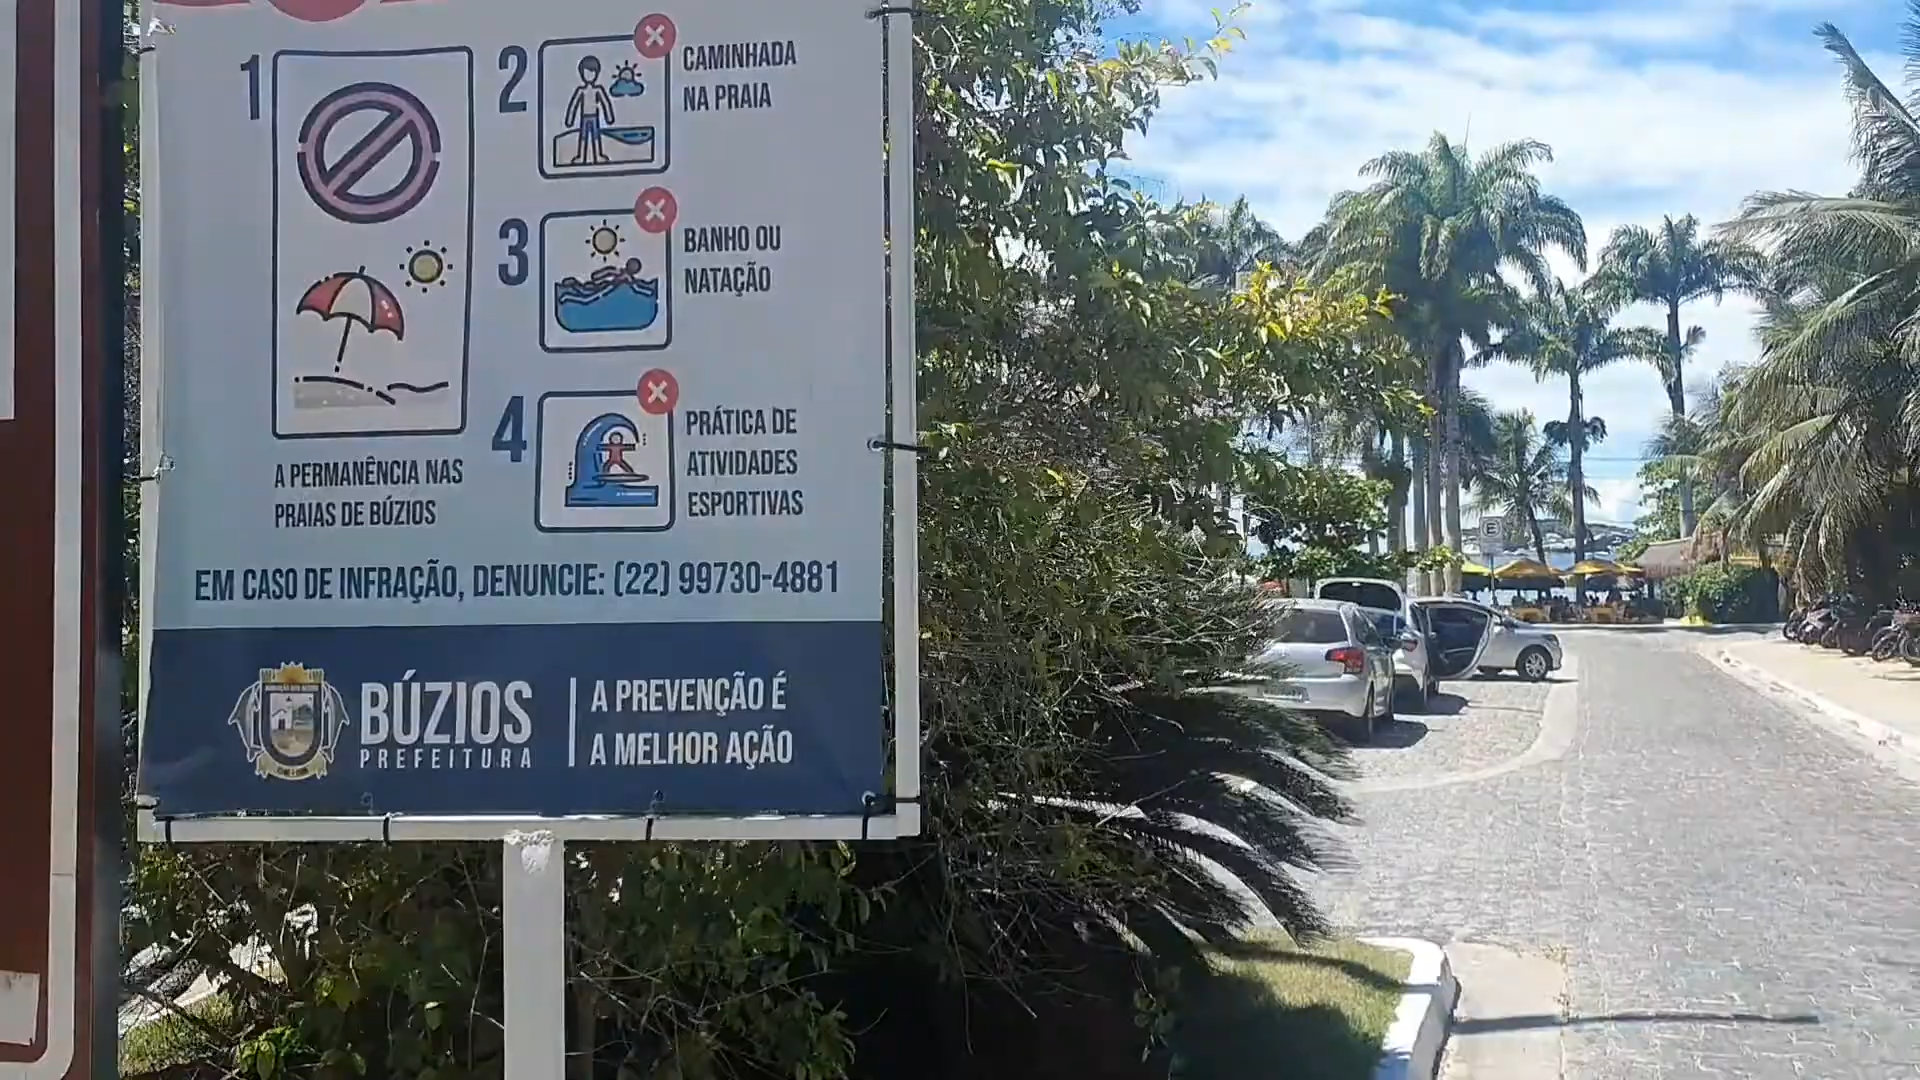 1
A PERMANÊNCIA NAS
PRAIAS DE BÚZIOS
2
CAMINHADA
NA PRAIA
3
BANHO OU
NATAÇÃO
4
PRÁTICA DE
ATIVIDADES
ESPORTIVAS
EM CASO DE INFRAÇÃO, DENUNCIE: (22) 99730-4881
BÚZIOS
PREFEITURA
A PREVENÇÃO É
A MELHOR AÇÃO
E